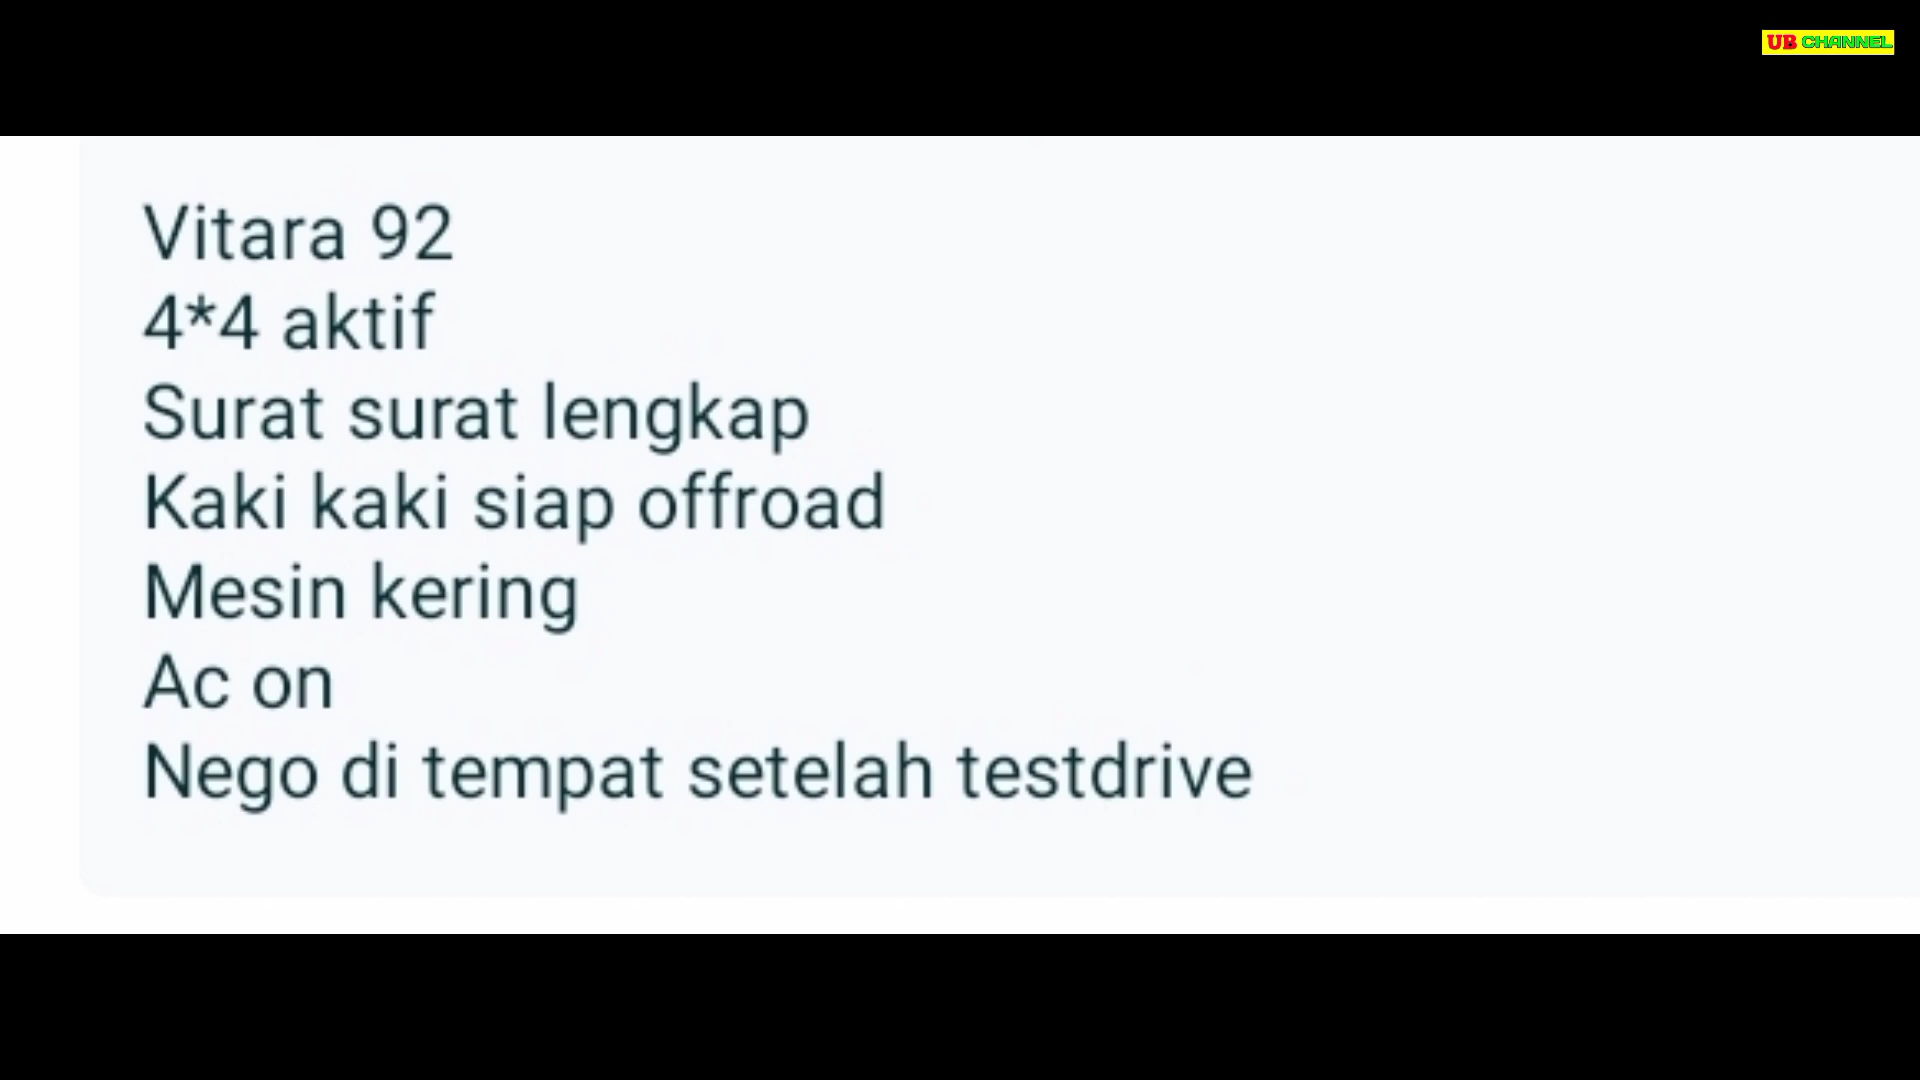 UB CHANNEL
Vitara 92
4*4 aktif
Surat surat lengkap
Kaki kaki siap offroad
Mesin kering
Ac on
Nego di tempat setelah testdrive